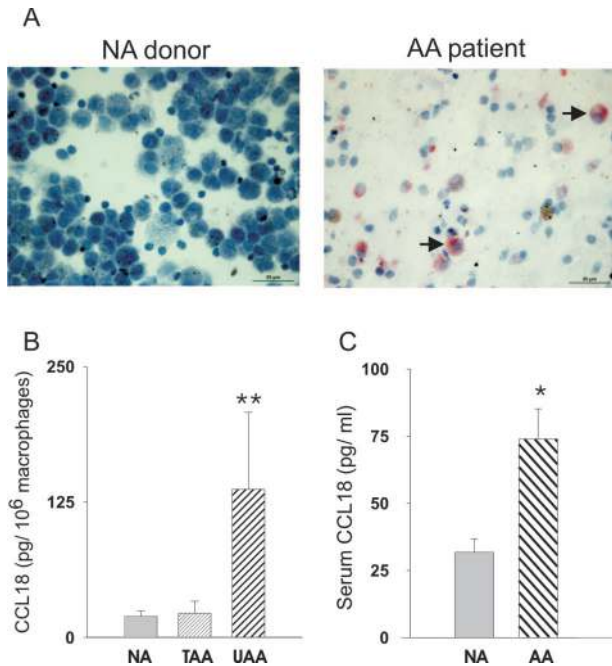 A
NA donor
AA patient
B
CCL18 (pg/ 10⁶ macrophages)
250
125
0
**
NA
TAA
UAA
C
Serum CCL18 (pg/ ml)
100
75
50
25
0
*
NA
AA